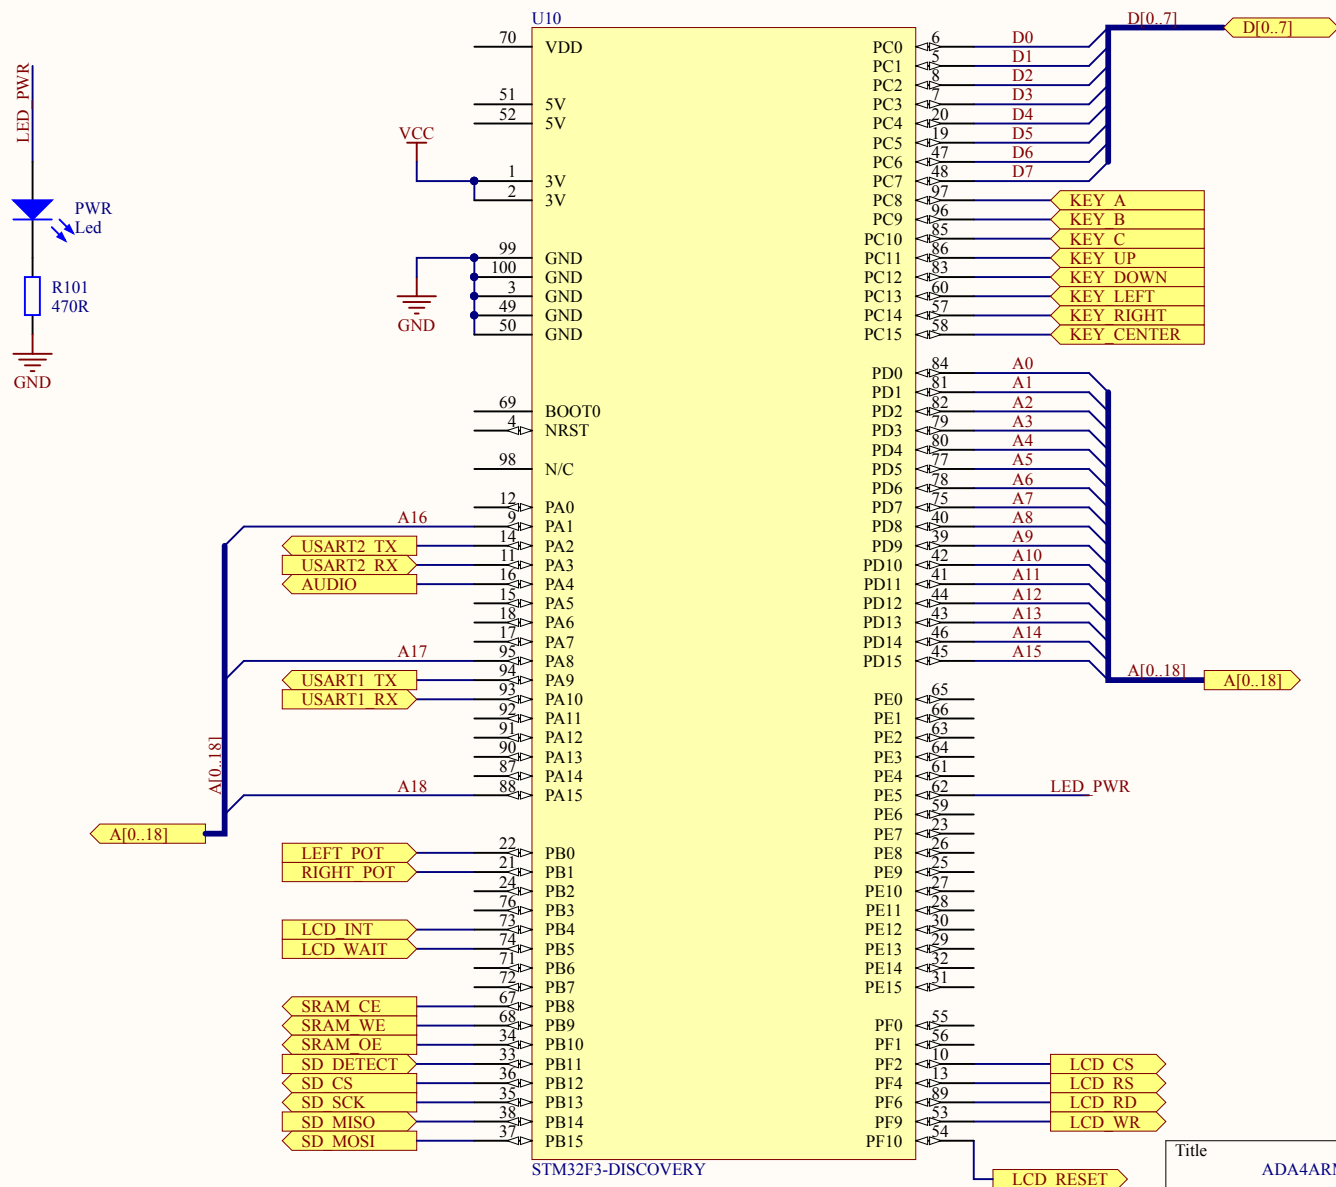 U10
D[0..7]
D[0..7]
70 VDD PC0 6 D0
PC1 5 D1
PC2 8 D2
51 5V PC3 7 D3
52 5V PC4 20 D4
PC5 19 D5
PC6 47 D6
VCC
1 3V PC7 48 D7
2 3V PC8 97 KEY_A
PC9 96 KEY_B
PC10 85 KEY_C
99 GND PC11 86 KEY_UP
100 GND PC12 83 KEY_DOWN
3 GND PC13 60 KEY_LEFT
49 GND PC14 57 KEY_RIGHT
50 GND PC15 58 KEY_CENTER
GND
LED_PWR
PWR
Led
R101
470R
GND
PD0 84 A0
PD1 81 A1
69 BOOT0 PD2 82 A2
4 NRST PD3 79 A3
PD4 80 A4
98 N/C PD5 77 A5
PD6 78 A6
12 PA0 PD7 75 A7
A16 9 PA1 PD8 40 A8
USART2_TX 14 PA2 PD9 39 A9
USART2_RX 11 PA3 PD10 42 A10
AUDIO 16 PA4 PD11 41 A11
15 PA5 PD12 44 A12
18 PA6 PD13 43 A13
17 PA7 PD14 46 A14
A17 95 PA8 PD15 45 A15
A[0..18]
A[0..18]
USART1_TX 94 PA9
USART1_RX 93 PA10 PE0 65
92 PA11 PE1 66
91 PA12 PE2 63
90 PA13 PE3 64
87 PA14 PE4 61
A18 88 PA15 PE5 62 LED_PWR
A[0..18]
A[0..18]
PE6 59
PE7 23
LEFT_POT 22 PB0 PE8 26
RIGHT_POT 21 PB1 PE9 25
24 PB2 PE10 27
76 PB3 PE11 28
LCD_INT 73 PB4 PE12 30
LCD_WAIT 74 PB5 PE13 29
71 PB6 PE14 32
72 PB7 PE15 31
SRAM_CE 67 PB8
SRAM_WE 68 PB9 PF0 55
SRAM_OE 34 PB10 PF1 56
SD_DETECT 33 PB11 PF2 10 LCD_CS
SD_CS 36 PB12 PF4 13 LCD_RS
SD_SCK 35 PB13 PF6 89 LCD_RD
SD_MISO 38 PB14 PF9 53 LCD_WR
SD_MOSI 37 PB15 PF10 54
LCD_RESET
STM32F3-DISCOVERY
Title